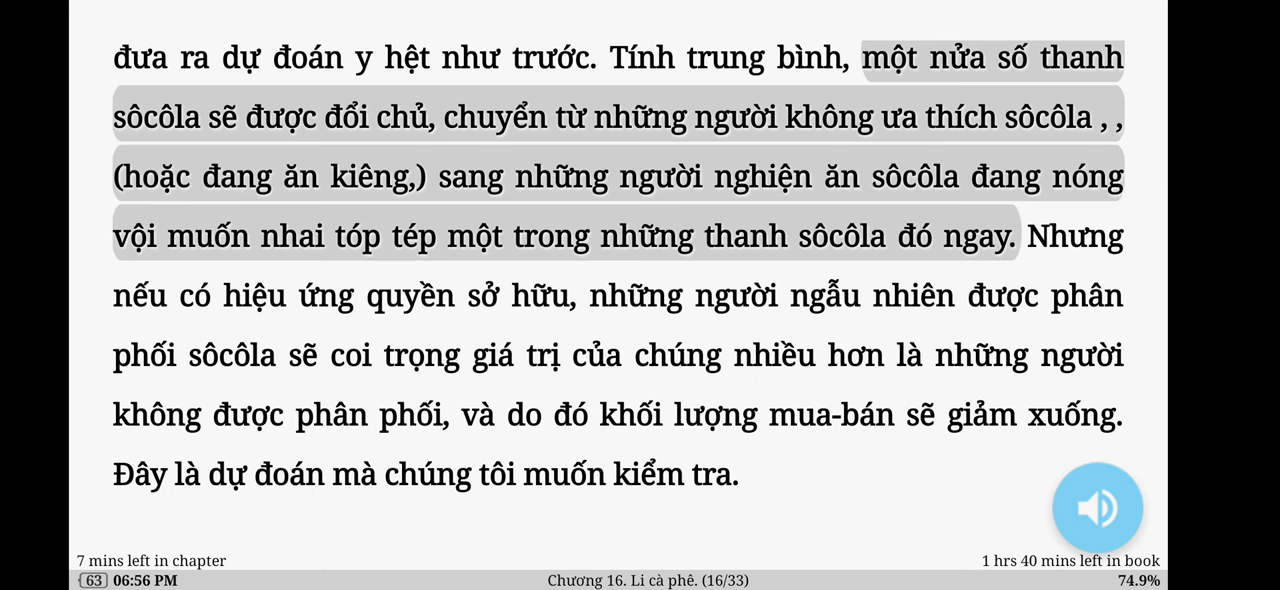 đưa ra dự đoán y hệt như trước. Tính trung bình, một nửa số thanh
sôcôla sẽ được đổi chủ, chuyển từ những người không ưa thích sôcôla , ,
(hoặc đang ăn kiêng,) sang những người nghiện ăn sôcôla đang nóng
vội muốn nhai tóp tép một trong những thanh sôcôla đó ngay. Nhưng
nếu có hiệu ứng quyền sở hữu, những người ngẫu nhiên được phân
phối sôcôla sẽ coi trọng giá trị của chúng nhiều hơn là những người
không được phân phối, và do đó khối lượng mua-bán sẽ giảm xuống.
Đây là dự đoán mà chúng tôi muốn kiểm tra.
7 mins left in chapter
1 hrs 40 mins left in book
63 06:56 PM
Chương 16. Li cà phê. (16/33)
74.9%